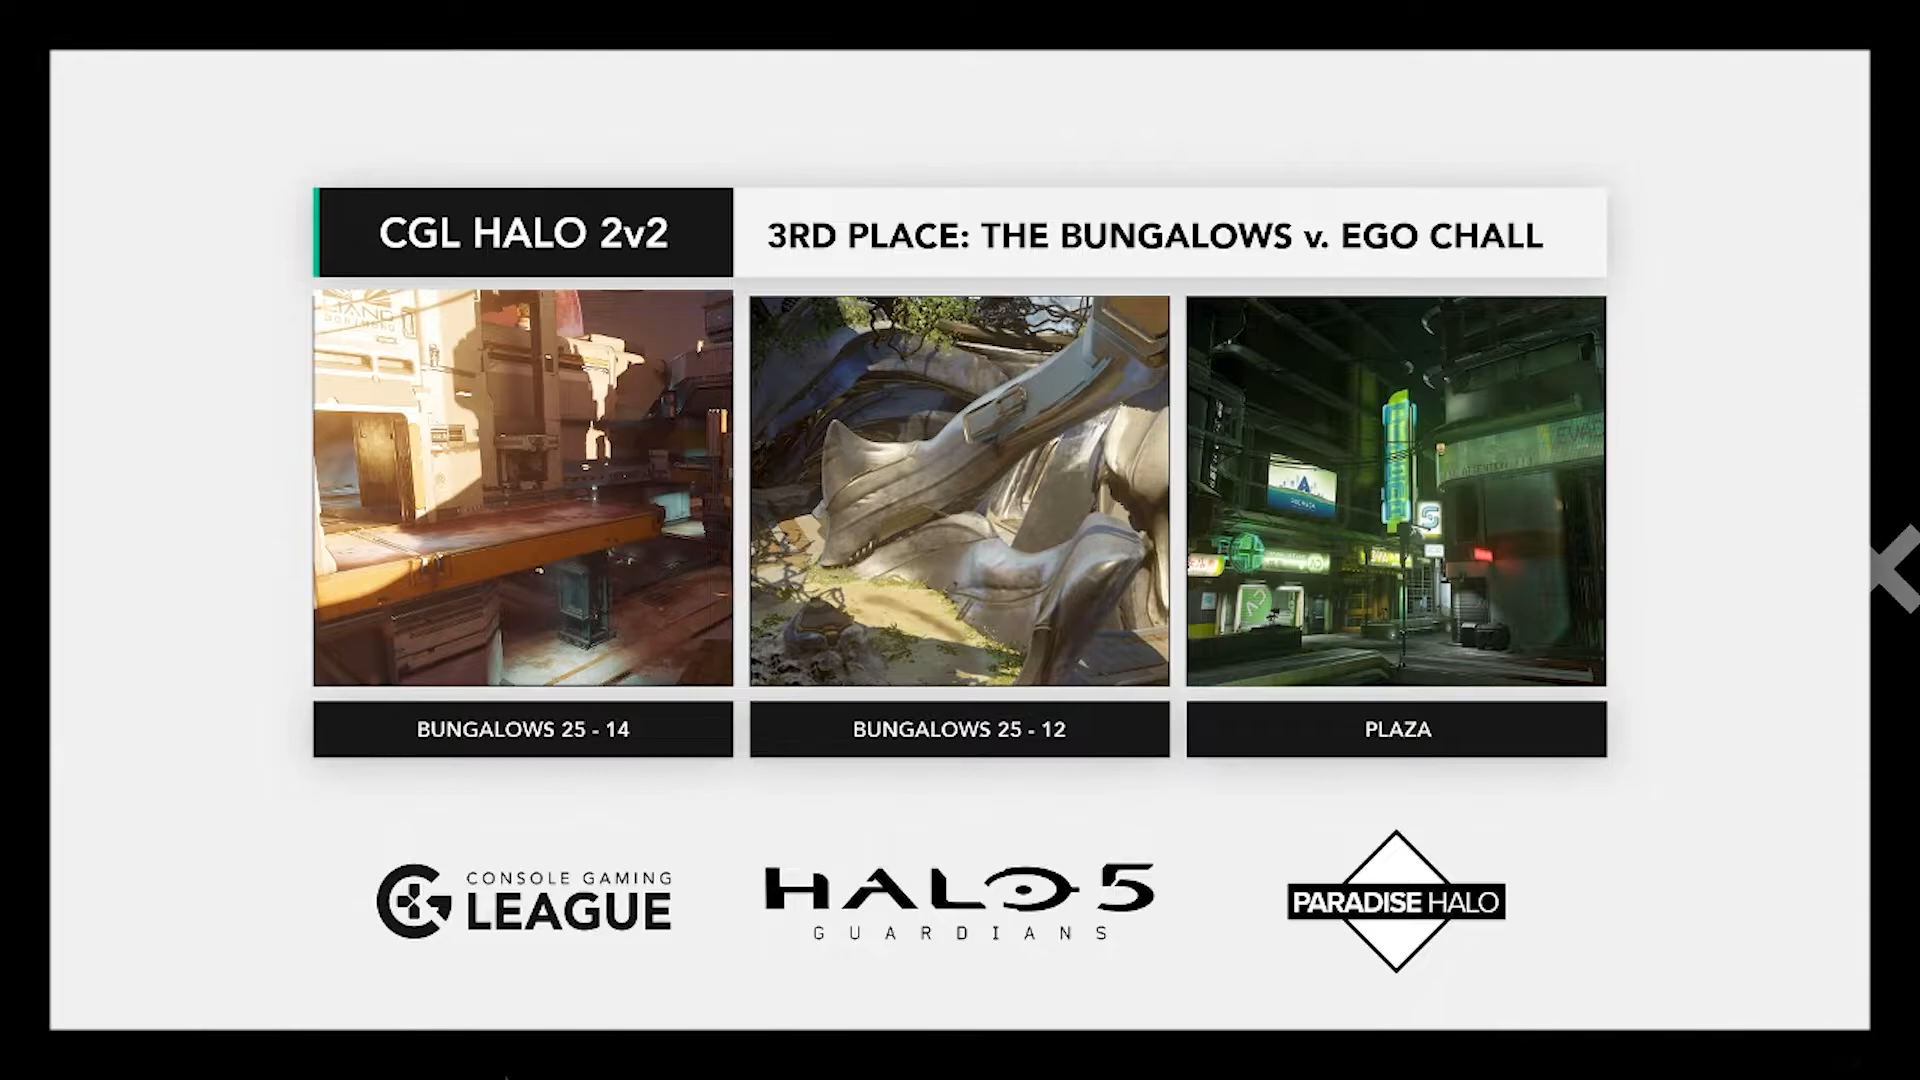 CGL HALO 2v2
3RD PLACE: THE BUNGALOWS v. EGO CHALL
BUNGALOWS 25 - 14
BUNGALOWS 25 - 12
PLAZA
CONSOLE GAMING
LEAGUE
HALO 5
GUARDIANS
PARADISE HALO